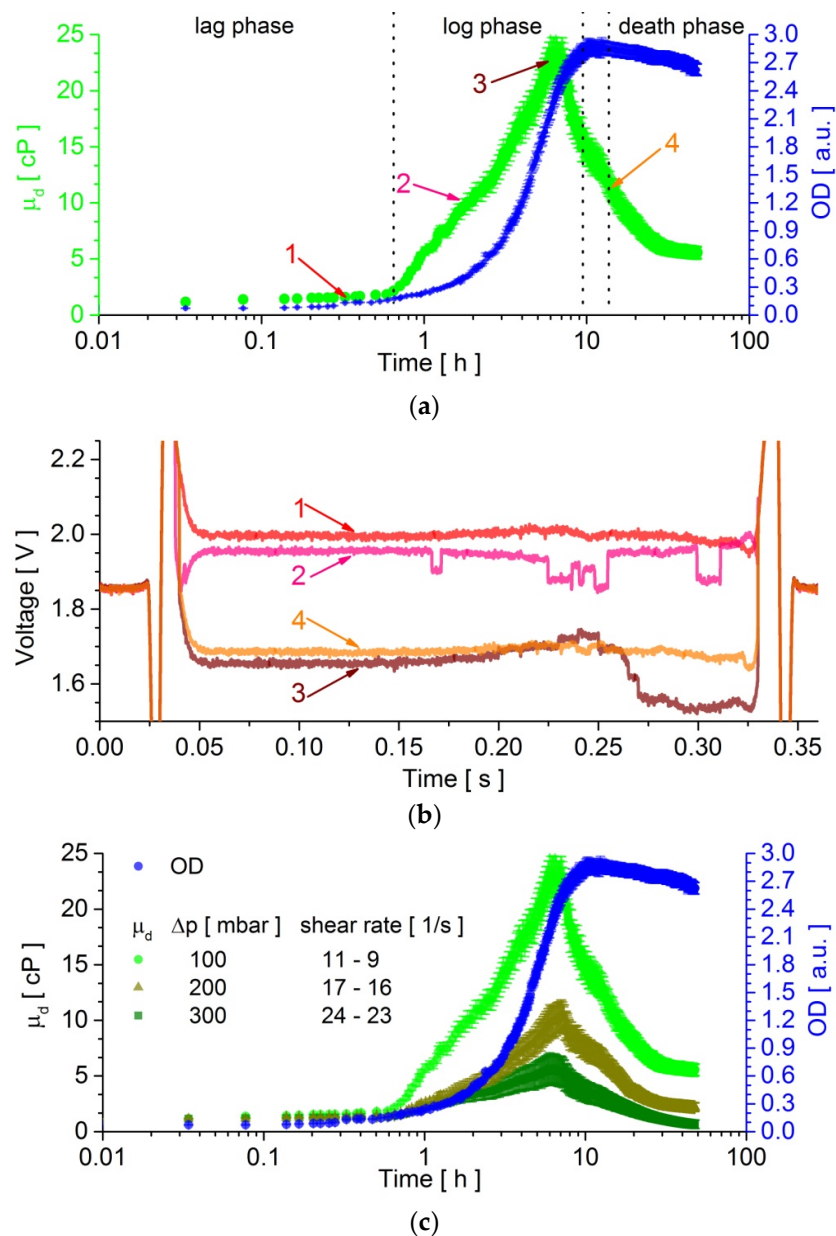 lag phase log phase death phase
25 3.0
20 2.7
15 2.4
10 2.1
5 1.8
0 1.5
1.2
0.9
0.6
0.3
0.0
μd [ cP ]
OD [ a.u. ]
1 2 3 4
0.01 0.1 1 10 100
Time [ h ]
(a)
2.2
2.0
1.8
1.6
Voltage [ V ]
1
2
4
3
0.00 0.05 0.10 0.15 0.20 0.25 0.30 0.35
Time [ s ]
(b)
25 3.0
20 2.7
15 2.4
10 2.1
5 1.8
0 1.5
1.2
0.9
0.6
0.3
0.0
μd [ cP ]
OD [ a.u. ]
OD
μd Δp [ mbar ] shear rate [ 1/s ]
100 11 - 9
200 17 - 16
300 24 - 23
0.01 0.1 1 10 100
Time [ h ]
(c)